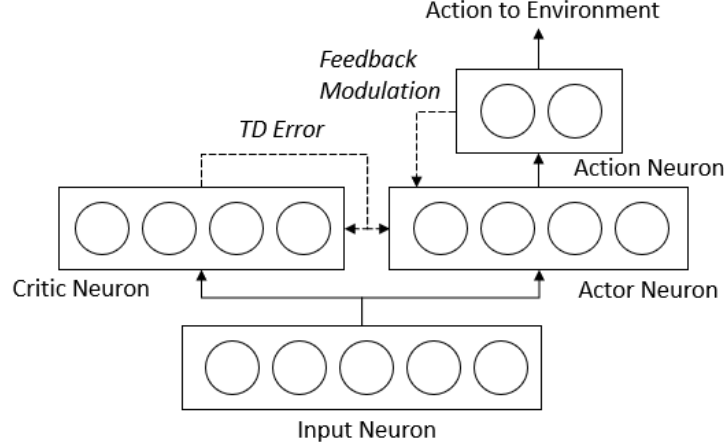 Action to Environment
Feedback
Modulation
TD Error
Action Neuron
Critic Neuron
Actor Neuron
Input Neuron